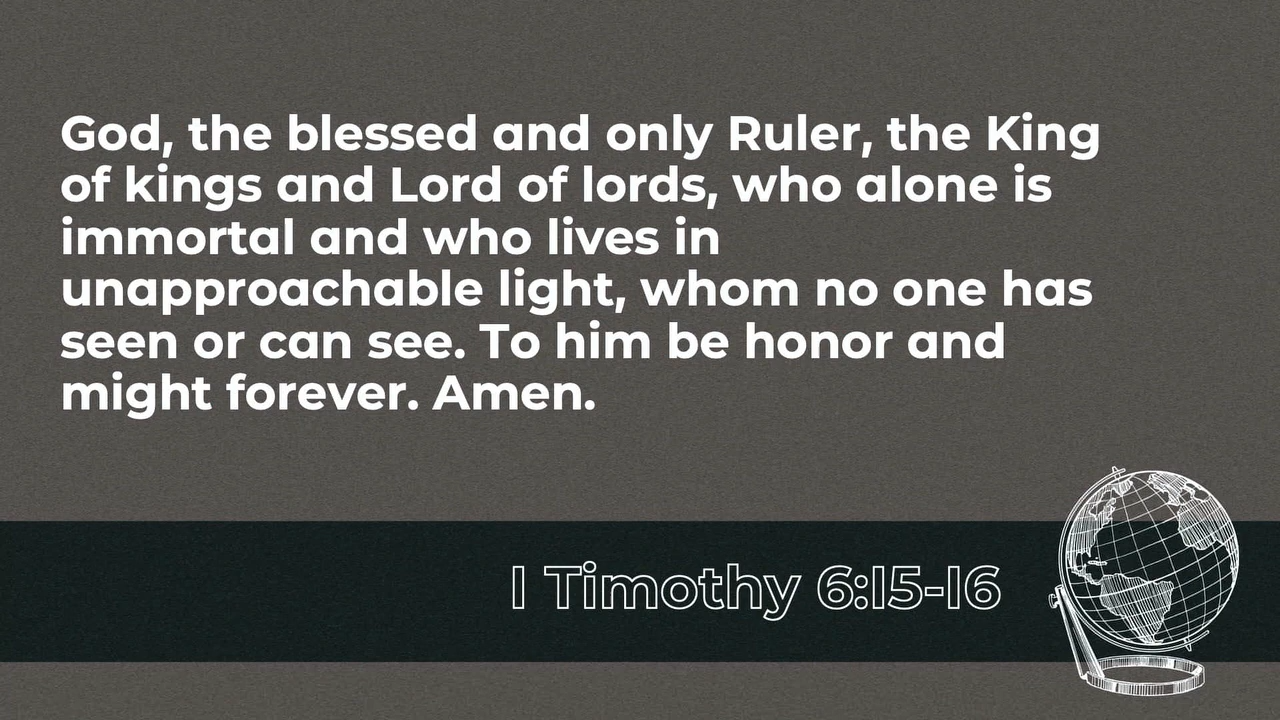 God, the blessed and only Ruler, the King
of kings and Lord of lords, who alone is
immortal and who lives in
unapproachable light, whom no one has
seen or can see. To him be honor and
might forever. Amen.
1 Timothy 6:15-16